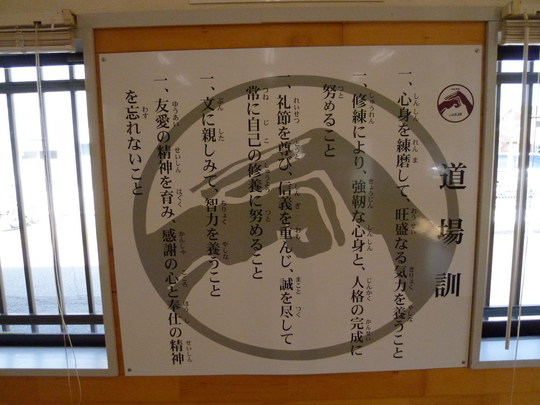 道場訓
一、心身を練磨して、旺盛なる気力を養うこと
一、修練により、強靭な心身と、人格の完成に
努めること
一、礼節を尊び、信義を重んじ、誠を尽して
常に自己の修養に努めること
一、文に親しみて、智力を養うこと
一、友愛の精神を育み、感謝の心と奉仕の精神
を忘れないこと